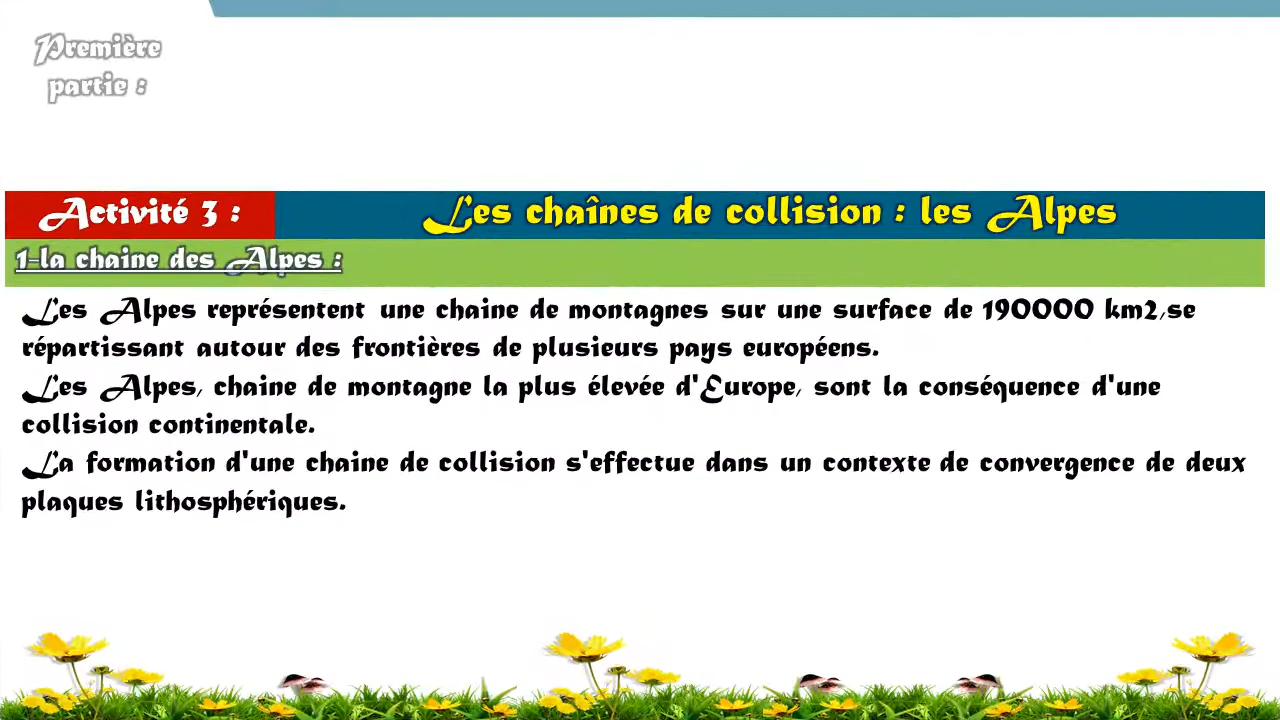 Première
partie :
Activité 3 :
Les chaînes de collision : les Alpes
1-la chaine des Alpes :
Les Alpes représentent une chaine de montagnes sur une surface de 190000 km2,se
répartissant autour des frontières de plusieurs pays européens.
Les Alpes, chaine de montagne la plus élevée d'Europe, sont la conséquence d'une
collision continentale.
La formation d'une chaine de collision s'effectue dans un contexte de convergence de deux
plaques lithosphériques.